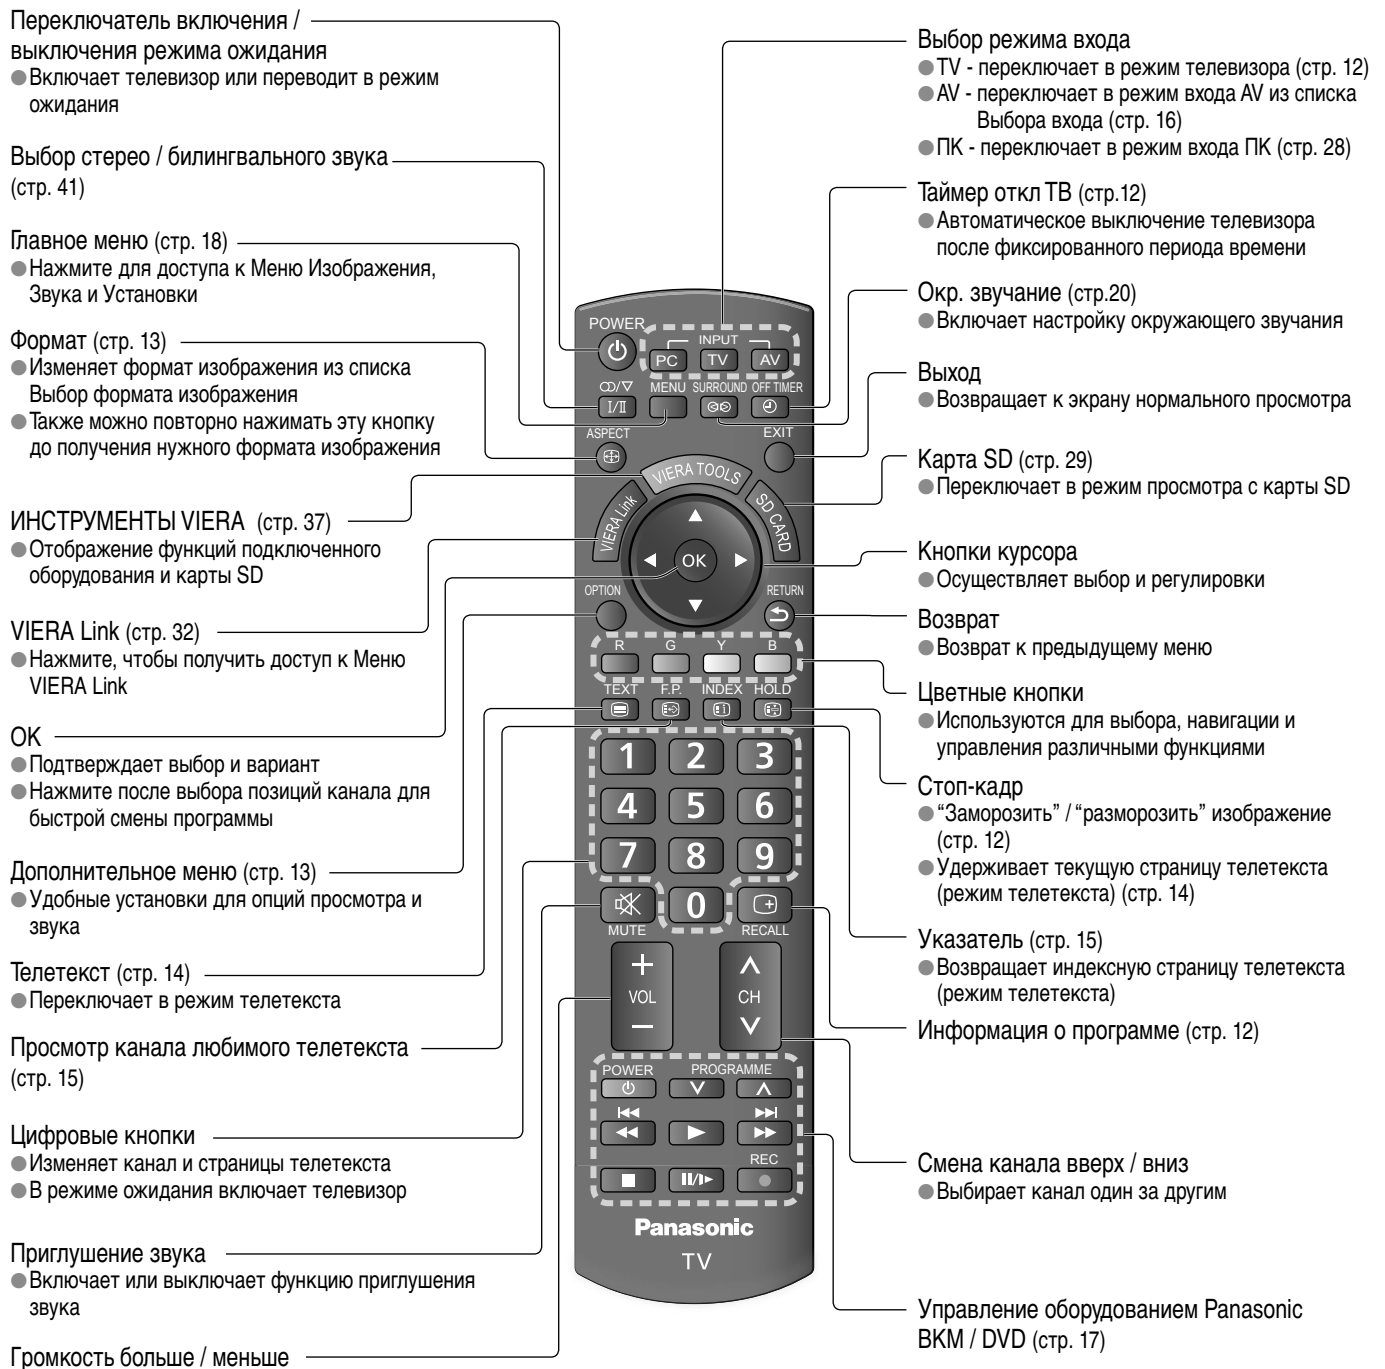 Переключатель включения /
выключения режима ожидания
●Включает телевизор или переводит в режим
ожидания
Выбор стерео / билингвального звука
(стр. 41)
Главное меню (стр. 18)
●Нажмите для доступа к Меню Изображения,
Звука и Установки
Формат (стр. 13)
●Изменяет формат изображения из списка
Выбор формата изображения
●Также можно повторно нажимать эту кнопку
до получения нужного формата изображения
ИНСТРУМЕНТЫ VIERA (стр. 37)
●Отображение функций подключенного
оборудования и карты SD
VIERA Link (стр. 32)
●Нажмите, чтобы получить доступ к Меню
VIERA Link
OK
●Подтверждает выбор и вариант
●Нажмите после выбора позиций канала для
быстрой смены программы
Дополнительное меню (стр. 13)
●Удобные установки для опций просмотра и
звука
Телетекст (стр. 14)
●Переключает в режим телетекста
Просмотр канала любимого телетекста
(стр. 15)
Цифровые кнопки
●Изменяет канал и страницы телетекста
●В режиме ожидания включает телевизор
Приглушение звука
●Включает или выключает функцию приглушения
звука
Громкость больше / меньше
POWER
INPUT
PC TV AV
MENU SURROUND OFF TIMER
I/II
ASPECT EXIT
VIERA TOOLS
VIERA Link
SD CARD
OK
OPTION RETURN
R G Y B
TEXT F.P. INDEX HOLD
1 2 3
4 5 6
7 8 9
0
MUTE RECALL
+ VOL −
CH
POWER PROGRAMME
REC
Panasonic
TV
Выбор режима входа
●TV - переключает в режим телевизора (стр. 12)
●AV - переключает в режим входа AV из списка
Выбора входа (стр. 16)
●ПК - переключает в режим входа ПК (стр. 28)
Таймер откл ТВ (стр.12)
●Автоматическое выключение телевизора
после фиксированного периода времени
Окр. звучание (стр.20)
●Включает настройку окружающего звучания
Выход
●Возвращает к экрану нормального просмотра
Карта SD (стр. 29)
●Переключает в режим просмотра с карты SD
Кнопки курсора
●Осуществляет выбор и регулировки
Возврат
●Возврат к предыдущему меню
Цветные кнопки
●Используются для выбора, навигации и
управления различными функциями
Стоп-кадр
●“Заморозить” / “разморозить” изображение
(стр. 12)
●Удерживает текущую страницу телетекста
(режим телетекста) (стр. 14)
Указатель (стр. 15)
●Возвращает индексную страницу телетекста
(режим телетекста)
Информация о программе (стр. 12)
Смена канала вверх / вниз
●Выбирает канал один за другим
Управление оборудованием Panasonic
ВКМ / DVD (стр. 17)